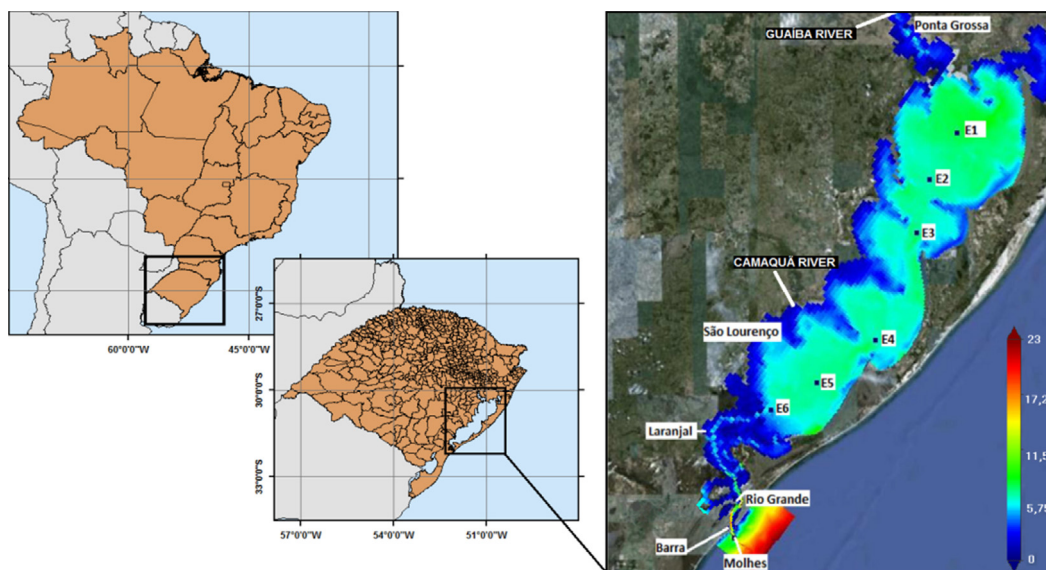 60°0'0"W
45°0'0"W
27°0'0"S
30°0'0"S
33°0'0"S
57°0'0"W
54°0'0"W
51°0'0"W
GUAÍBA RIVER
Ponta Grossa
E1
E2
E3
CAMAQUÃ RIVER
São Lourenço
E4
E5
E6
Laranjal
Rio Grande
Barra
Molhes
23
17,2
11,5
5,75
0